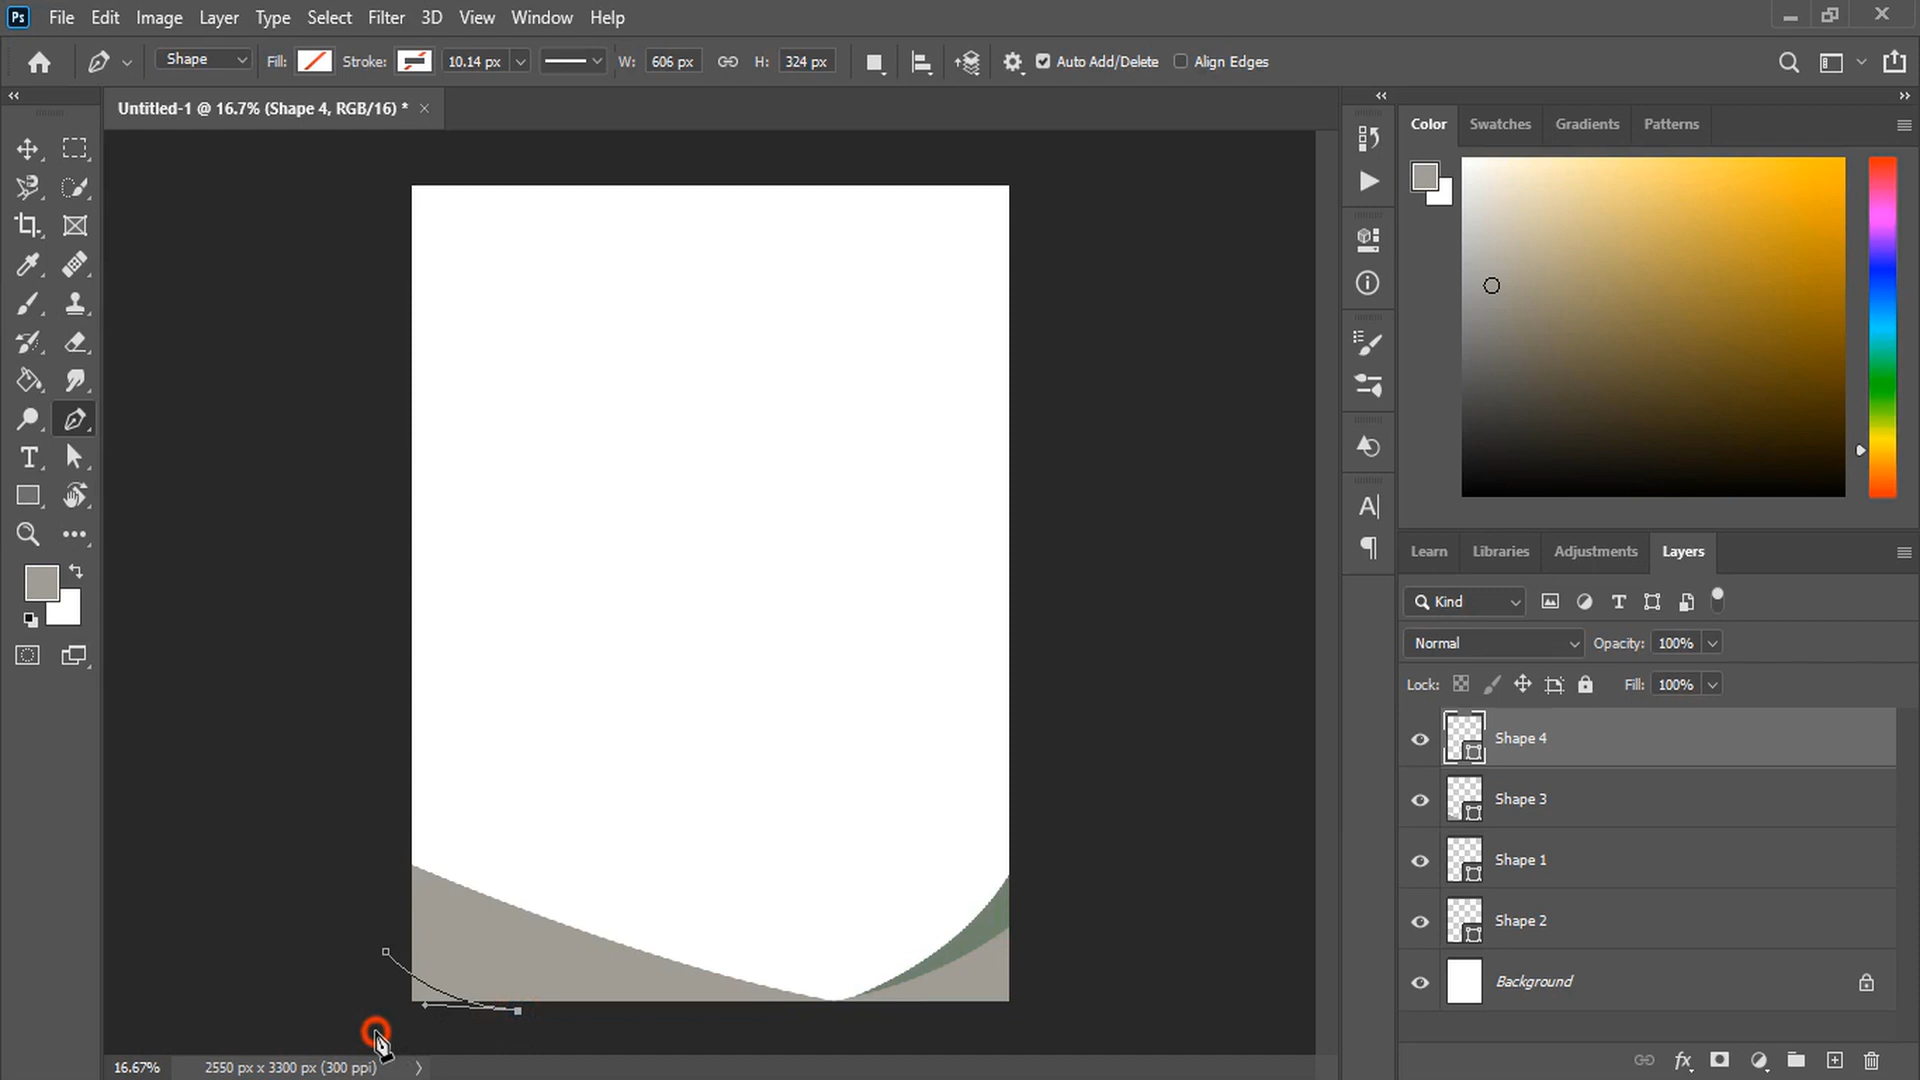 Ps File Edit Image Layer Type Select Filter 3D View Window Help
Shape Fill: Stroke: 10.14 px W: 606 px H: 324 px Auto Add/Delete Align Edges
Untitled-1 @ 16.7% (Shape 4, RGB/16) *
Color Swatches Gradients Patterns
Learn Libraries Adjustments Layers
Kind
Normal Opacity: 100%
Lock: Fill: 100%
Shape 4
Shape 3
Shape 1
Shape 2
Background
16.67% 2550 px x 3300 px (300 ppi)